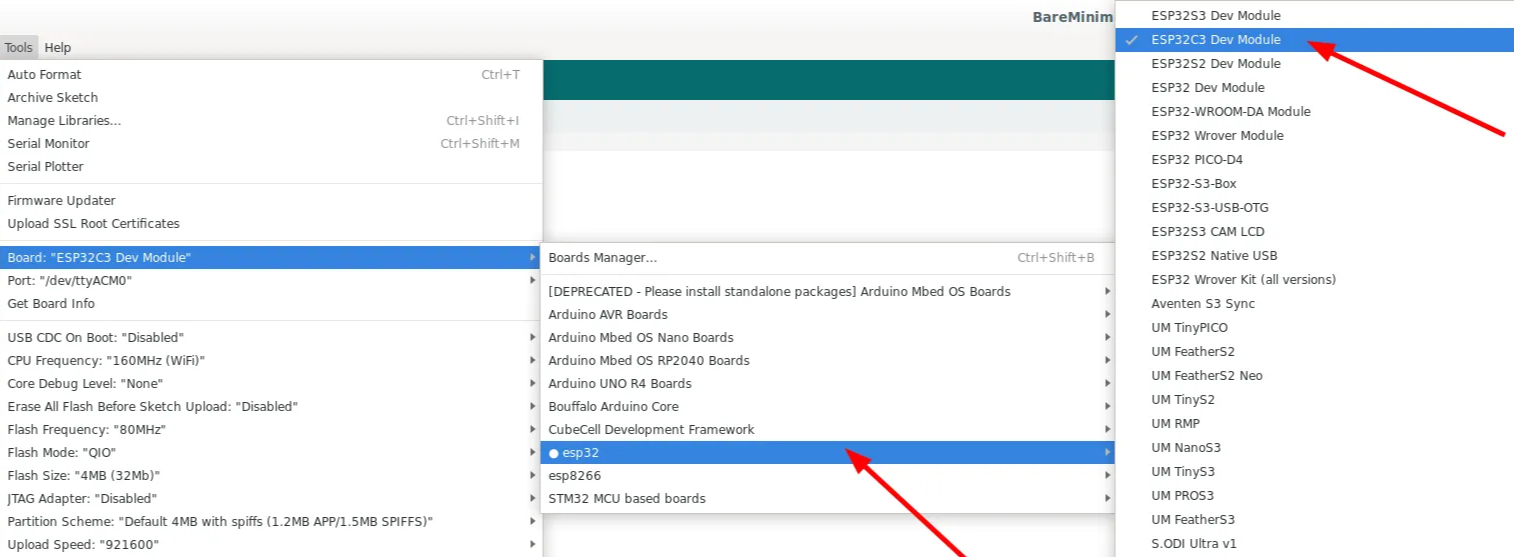 BareMinim
Tools Help
Auto Format Ctrl+T
Archive Sketch
Manage Libraries... Ctrl+Shift+I
Serial Monitor Ctrl+Shift+M
Serial Plotter
Firmware Updater
Upload SSL Root Certificates
Board: "ESP32C3 Dev Module"
Port: "/dev/ttyACM0"
Get Board Info
USB CDC On Boot: "Disabled"
CPU Frequency: "160MHz (WiFi)"
Core Debug Level: "None"
Erase All Flash Before Sketch Upload: "Disabled"
Flash Frequency: "80MHz"
Flash Mode: "QIO"
Flash Size: "4MB (32Mb)"
JTAG Adapter: "Disabled"
Partition Scheme: "Default 4MB with spiffs (1.2MB APP/1.5MB SPIFFS)"
Upload Speed: "921600"
Boards Manager... Ctrl+Shift+B
[DEPRECATED - Please install standalone packages] Arduino Mbed OS Boards
Arduino AVR Boards
Arduino Mbed OS Nano Boards
Arduino Mbed OS RP2040 Boards
Arduino UNO R4 Boards
Bouffalo Arduino Core
CubeCell Development Framework
esp32
esp8266
STM32 MCU based boards
ESP32S3 Dev Module
ESP32C3 Dev Module
ESP32S2 Dev Module
ESP32 Dev Module
ESP32-WROOM-DA Module
ESP32 Wrover Module
ESP32 PICO-D4
ESP32-S3-Box
ESP32-S3-USB-OTG
ESP32S3 CAM LCD
ESP32S2 Native USB
ESP32 Wrover Kit (all versions)
Aventen S3 Sync
UM TinyPICO
UM FeatherS2
UM FeatherS2 Neo
UM TinyS2
UM RMP
UM NanoS3
UM TinyS3
UM PROS3
UM FeatherS3
S.ODI Ultra v1